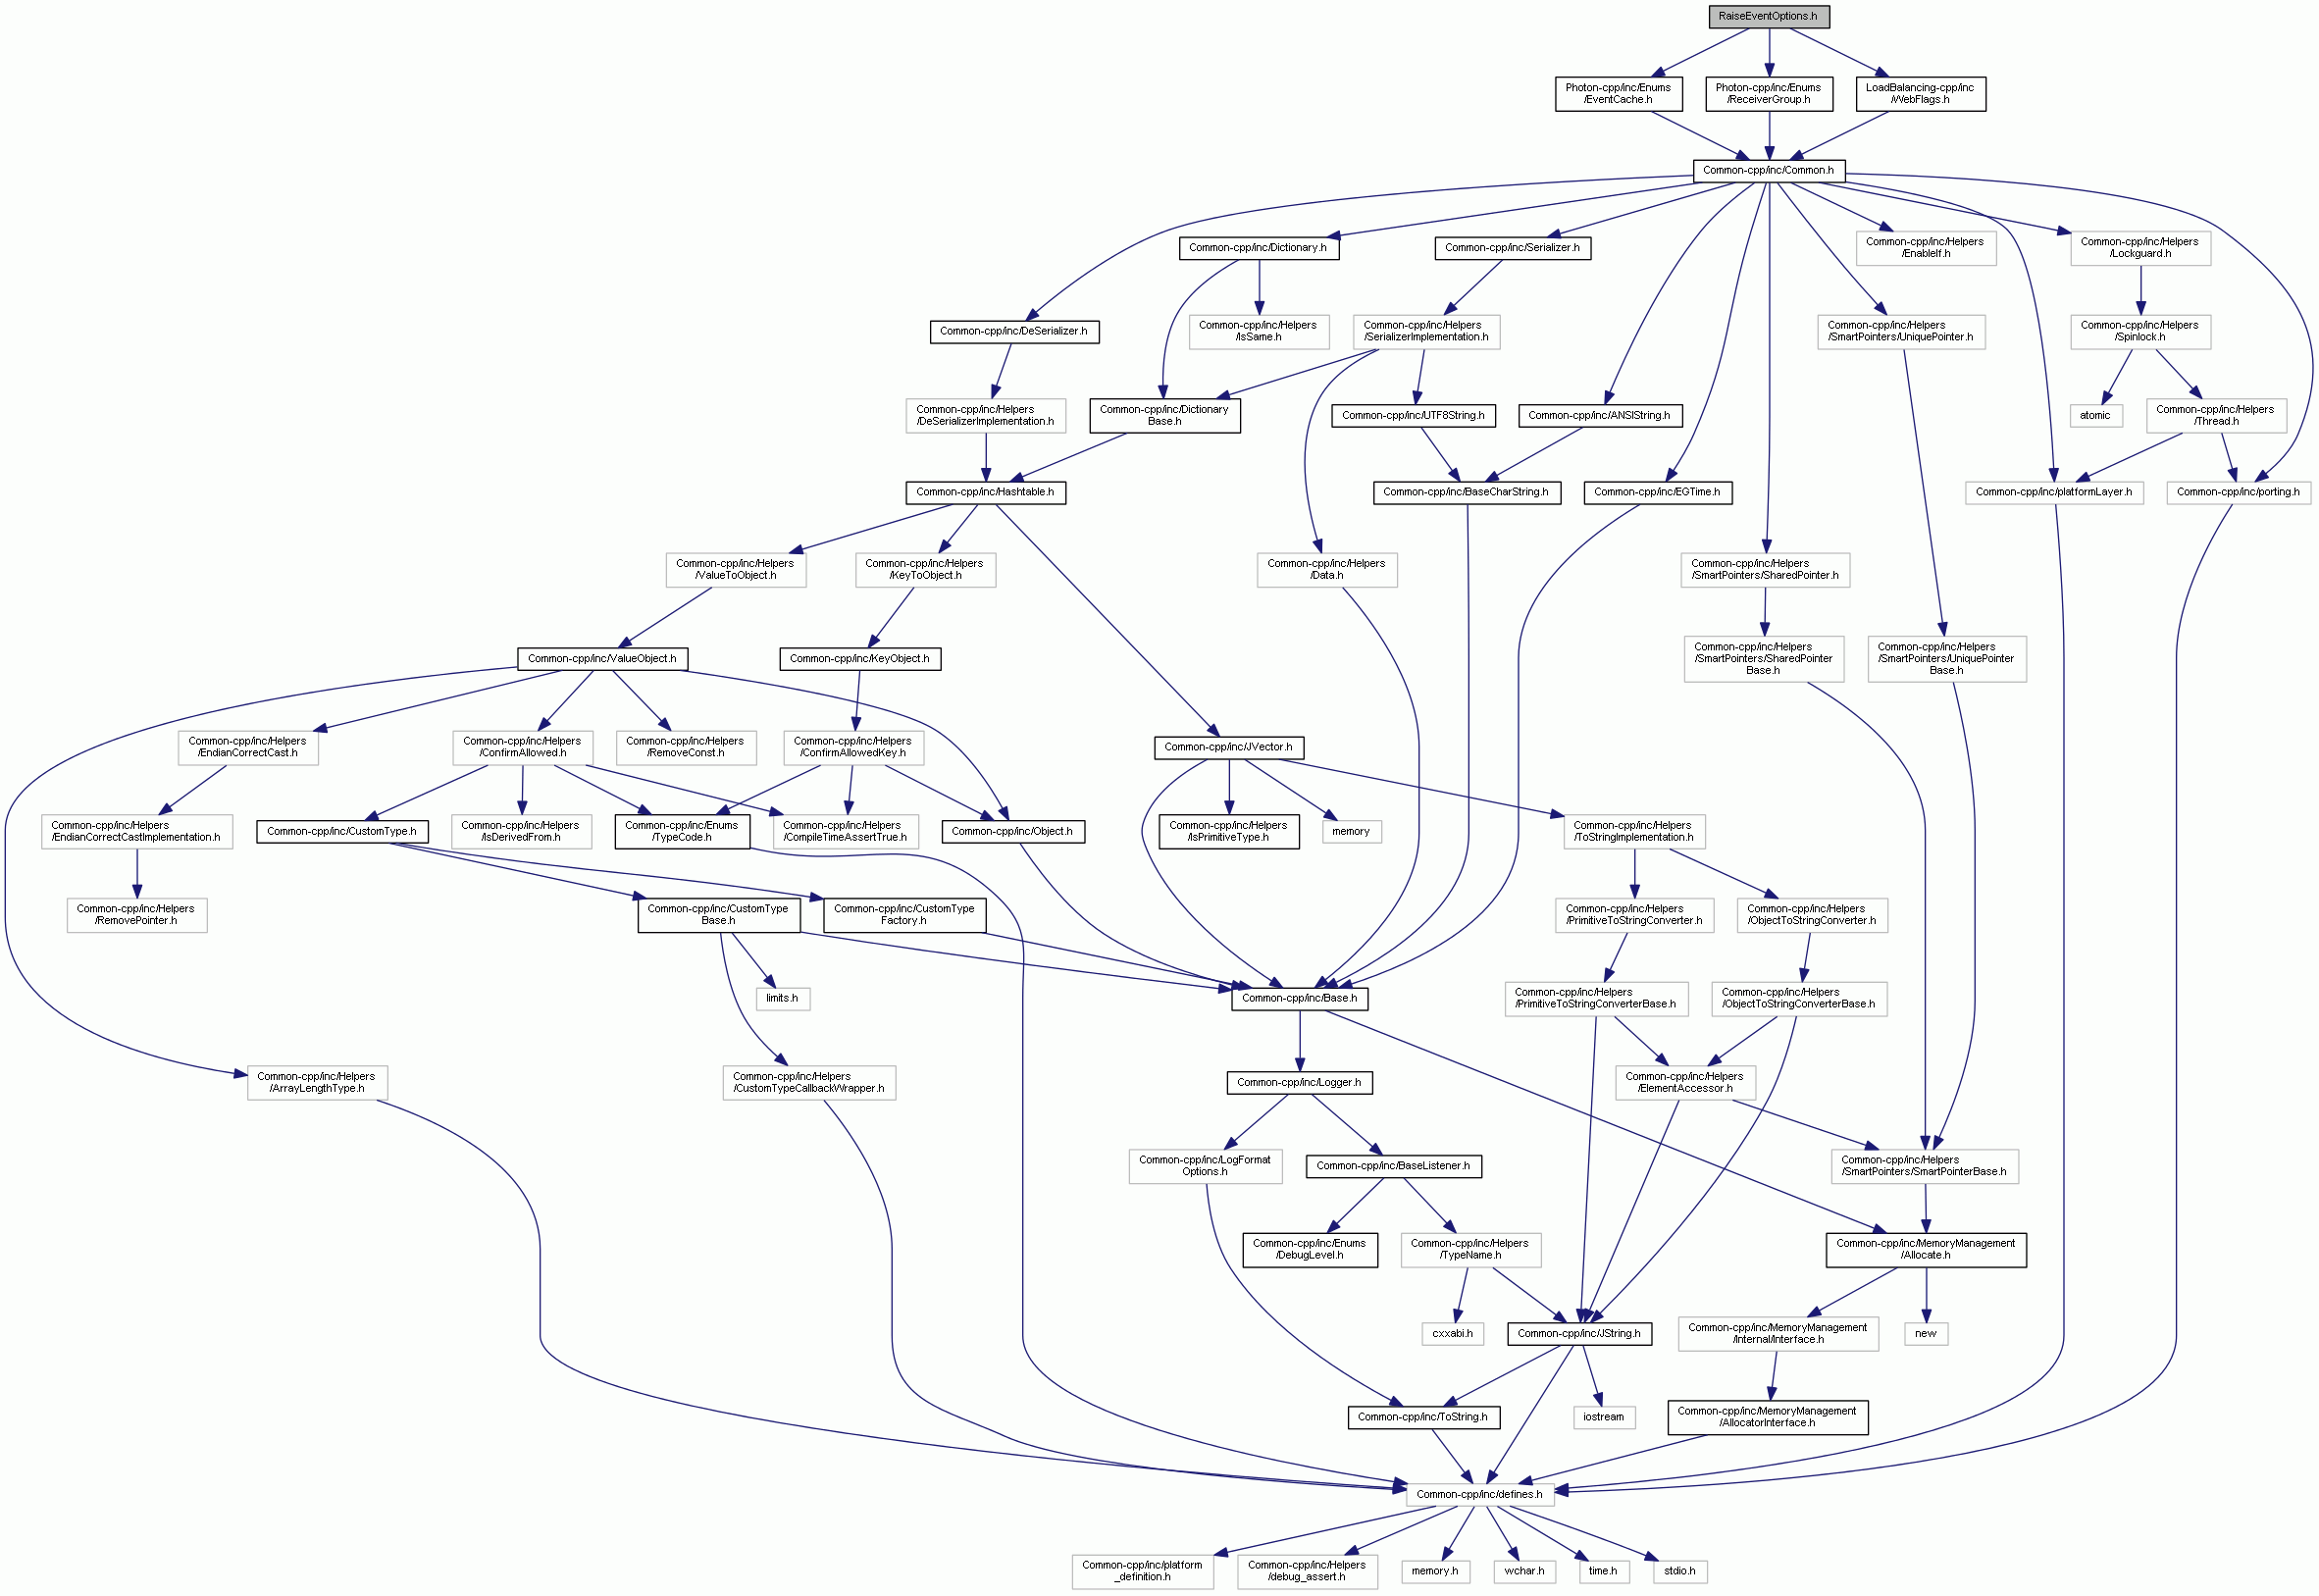 RaiseEventOptions.h
Photon-cpp/inc/Enums
/EventCache.h
Photon-cpp/inc/Enums
/ReceiverGroup.h
LoadBalancing-cpp/inc
/WebFlags.h
Common-cpp/inc/Common.h
Common-cpp/inc/Dictionary.h
Common-cpp/inc/Serializer.h
Common-cpp/inc/Helpers
/EnableIf.h
Common-cpp/inc/Helpers
/Lockguard.h
Common-cpp/inc/DeSerializer.h
Common-cpp/inc/Helpers
/IsSame.h
Common-cpp/inc/Helpers
/SerializerImplementation.h
Common-cpp/inc/Helpers
/SmartPointers/UniquePointer.h
Common-cpp/inc/Helpers
/Spinlock.h
Common-cpp/inc/Helpers
/DeSerializerImplementation.h
Common-cpp/inc/Dictionary
Base.h
Common-cpp/inc/UTF8String.h
Common-cpp/inc/ANSIString.h
atomic
Common-cpp/inc/Helpers
/Thread.h
Common-cpp/inc/Hashtable.h
Common-cpp/inc/BaseCharString.h
Common-cpp/inc/EGTime.h
Common-cpp/inc/platformLayer.h
Common-cpp/inc/porting.h
Common-cpp/inc/Helpers
/ValueToObject.h
Common-cpp/inc/Helpers
/KeyToObject.h
Common-cpp/inc/Helpers
/Data.h
Common-cpp/inc/Helpers
/SmartPointers/SharedPointer.h
Common-cpp/inc/ValueObject.h
Common-cpp/inc/KeyObject.h
Common-cpp/inc/Helpers
/SmartPointers/SharedPointer
Base.h
Common-cpp/inc/Helpers
/SmartPointers/UniquePointer
Base.h
Common-cpp/inc/Helpers
/EndianCorrectCast.h
Common-cpp/inc/Helpers
/ConfirmAllowed.h
Common-cpp/inc/Helpers
/RemoveConst.h
Common-cpp/inc/Helpers
/ConfirmAllowedKey.h
Common-cpp/inc/JVector.h
Common-cpp/inc/Helpers
/EndianCorrectCastImplementation.h
Common-cpp/inc/CustomType.h
Common-cpp/inc/Helpers
/IsDerivedFrom.h
Common-cpp/inc/Enums
/TypeCode.h
Common-cpp/inc/Helpers
/CompileTimeAssertTrue.h
Common-cpp/inc/Object.h
Common-cpp/inc/Helpers
/IsPrimitiveType.h
memory
Common-cpp/inc/Helpers
/ToStringImplementation.h
Common-cpp/inc/Helpers
/RemovePointer.h
Common-cpp/inc/CustomType
Base.h
Common-cpp/inc/CustomType
Factory.h
Common-cpp/inc/Helpers
/PrimitiveToStringConverter.h
Common-cpp/inc/Helpers
/ObjectToStringConverter.h
limits.h
Common-cpp/inc/Base.h
Common-cpp/inc/Helpers
/PrimitiveToStringConverterBase.h
Common-cpp/inc/Helpers
/ObjectToStringConverterBase.h
Common-cpp/inc/Helpers
/ArrayLengthType.h
Common-cpp/inc/Helpers
/CustomTypeCallbackWrapper.h
Common-cpp/inc/Logger.h
Common-cpp/inc/Helpers
/ElementAccessor.h
Common-cpp/inc/LogFormat
Options.h
Common-cpp/inc/BaseListener.h
Common-cpp/inc/Helpers
/SmartPointers/SmartPointerBase.h
Common-cpp/inc/Enums
/DebugLevel.h
Common-cpp/inc/Helpers
/TypeName.h
Common-cpp/inc/MemoryManagement
/Allocate.h
cxxabi.h
Common-cpp/inc/JString.h
Common-cpp/inc/MemoryManagement
/Internal/Interface.h
new
Common-cpp/inc/ToString.h
iostream
Common-cpp/inc/MemoryManagement
/AllocatorInterface.h
Common-cpp/inc/defines.h
Common-cpp/inc/platform
_definition.h
Common-cpp/inc/Helpers
/debug_assert.h
memory.h
wchar.h
time.h
stdio.h